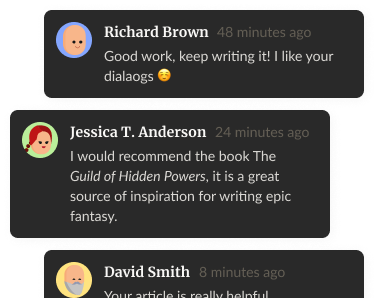 Richard Brown 48 minutes ago
Good work, keep writing it! I like your
dialaogs ☺️
Jessica T. Anderson 24 minutes ago
I would recommend the book The
Guild of Hidden Powers, it is a great
source of inspiration for writing epic
fantasy.
David Smith 8 minutes ago
Your article is really helpful